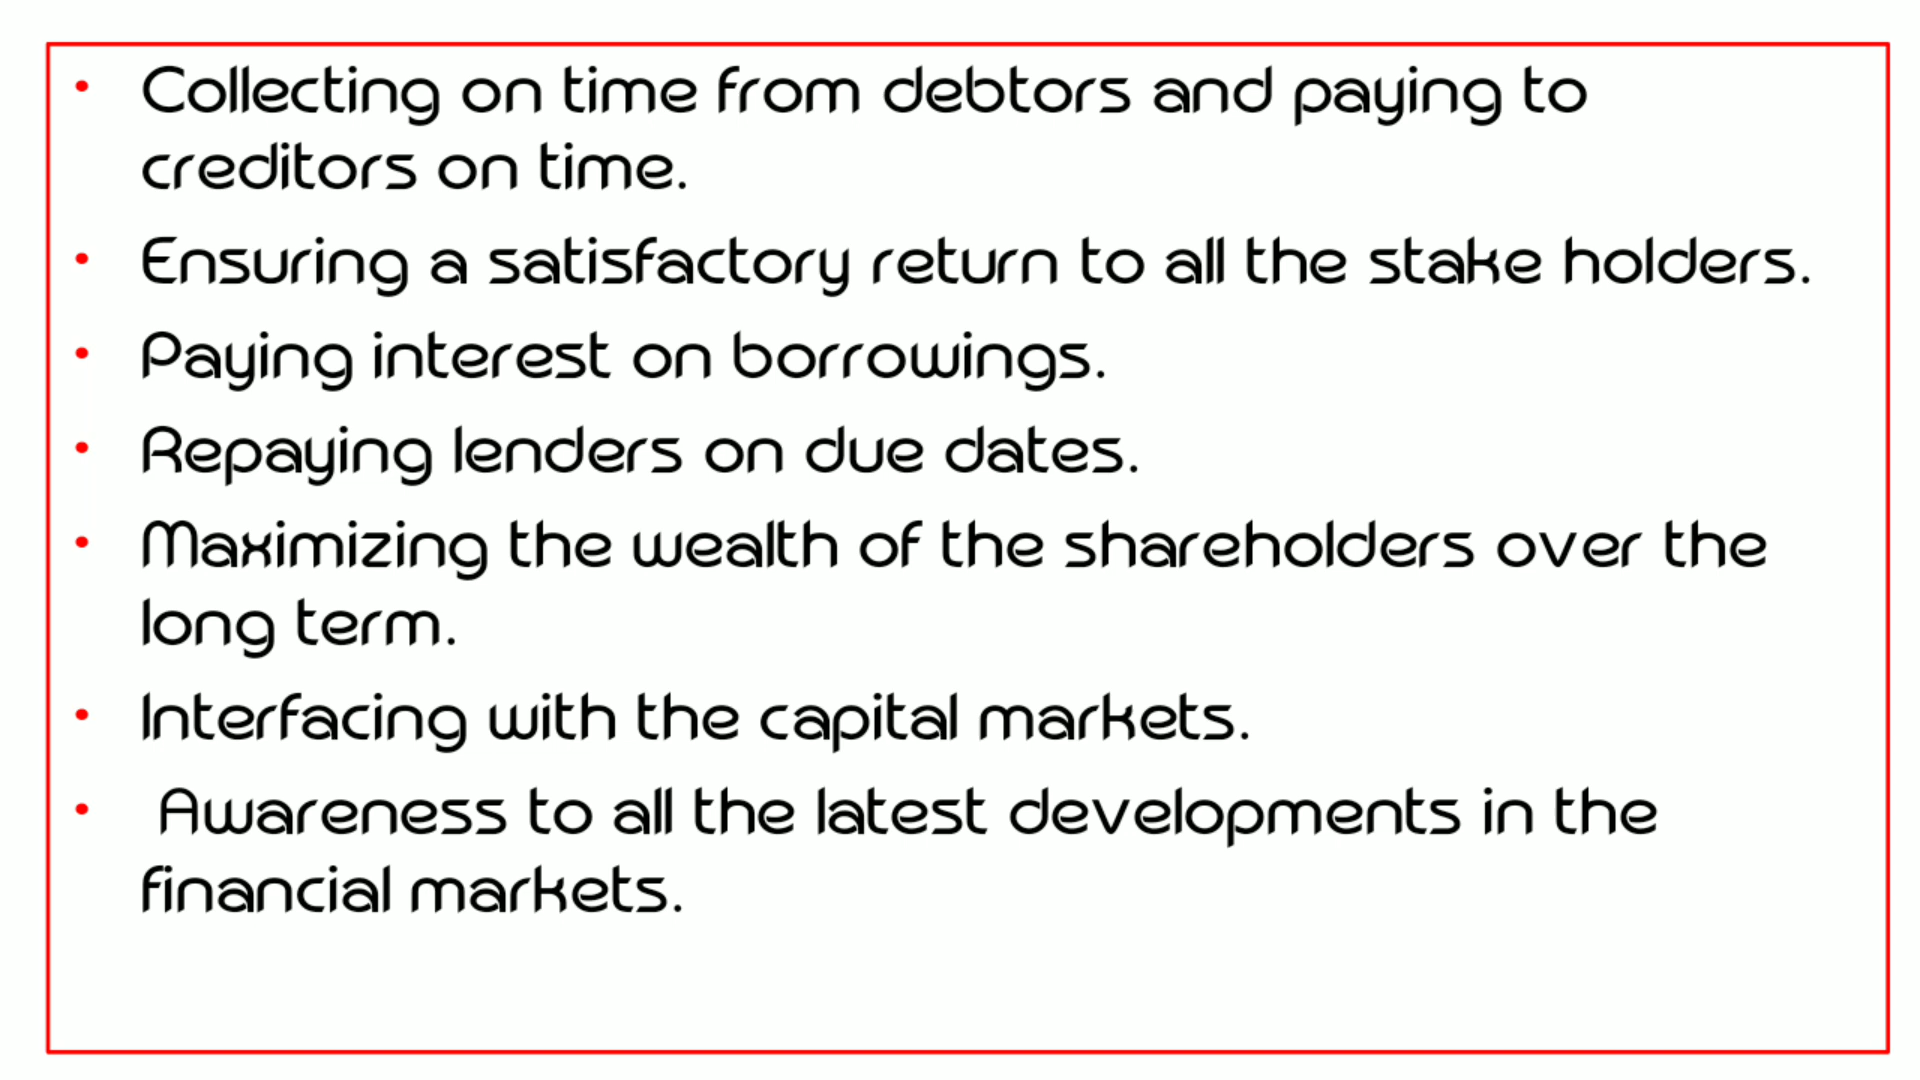 • Collecting on time from debtors and paying to
creditors on time.
• Ensuring a satisfactory return to all the stake holders.
• Paying interest on borrowings.
• Repaying lenders on due dates.
• Maximizing the wealth of the shareholders over the
long term.
• Interfacing with the capital markets.
• Awareness to all the latest developments in the
financial markets.